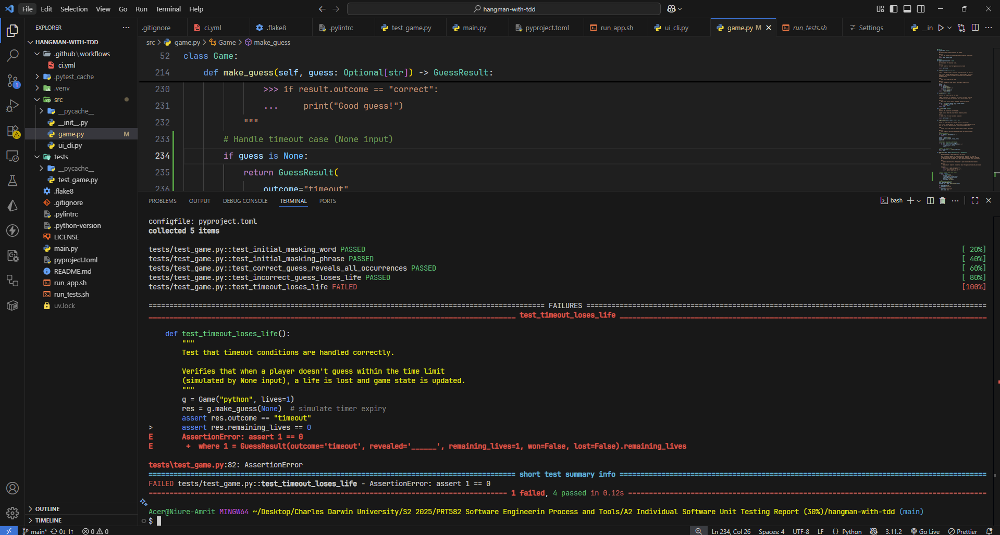 File Edit Selection View Go Run Terminal Help
hangman-with-tdd
EXPLORER
HANGMAN-WITH-TDD
.github\workflows
ci.yml
.pytest_cache
.venv
src
__pycache__
__init__.py
game.py M
ui_cli.py
tests
__pycache__
test_game.py
.flake8
.gitignore
.pylintrc
.python-version
LICENSE
main.py
pyproject.toml
README.md
run_app.sh
run_tests.sh
uv.lock
OUTLINE
TIMELINE
.gitignore ci.yml .flake8 .pylintrc test_game.py main.py pyproject.toml run_app.sh ui_cli.py game.py M run_tests.sh Settings __in
src > game.py > Game > make_guess
52 class Game:
214 def make_guess(self, guess: Optional[str]) -> GuessResult:
230 >>> if result.outcome == "correct":
231 ... print("Good guess!")
232 """
233 # Handle timeout case (None input)
234 if guess is None:
235 return GuessResult(
236 outcome="timeout"
PROBLEMS OUTPUT DEBUG CONSOLE TERMINAL PORTS
bash
configfile: pyproject.toml
collected 5 items
tests/test_game.py::test_initial_masking_word PASSED [ 20%]
tests/test_game.py::test_initial_masking_phrase PASSED [ 40%]
tests/test_game.py::test_correct_guess_reveals_all_occurrences PASSED [ 60%]
tests/test_game.py::test_incorrect_guess_loses_life PASSED [ 80%]
tests/test_game.py::test_timeout_loses_life FAILED [100%]
FAILURES
test_timeout_loses_life
def test_timeout_loses_life():
"""
Test that timeout conditions are handled correctly.
Verifies that when a player doesn't guess within the time limit
(simulated by None input), a life is lost and game state is updated.
"""
g = Game("python", lives=1)
res = g.make_guess(None)  # simulate timer expiry
assert res.outcome == "timeout"
> assert res.remaining_lives == 0
E AssertionError: assert 1 == 0
E + where 1 = GuessResult(outcome='timeout', revealed='______', remaining_lives=1, won=False, lost=False).remaining_lives
tests\test_game.py:82: AssertionError
short test summary info
FAILED tests/test_game.py::test_timeout_loses_life - AssertionError: assert 1 == 0
1 failed, 4 passed in 0.12s
Acer@Niure-Amrit MINGW64 ~/Desktop/Charles Darwin University/S2 2025/PRT582 Software Engineerin Process and Tools/A2 Individual Software Unit Testing Report (30%)/hangman-with-tdd (main)
$
main* 0↓ 1↑ 0 0 Ln 234, Col 26 Spaces: 4 UTF-8 LF { } Python 3.11.2 Go Live Prettier